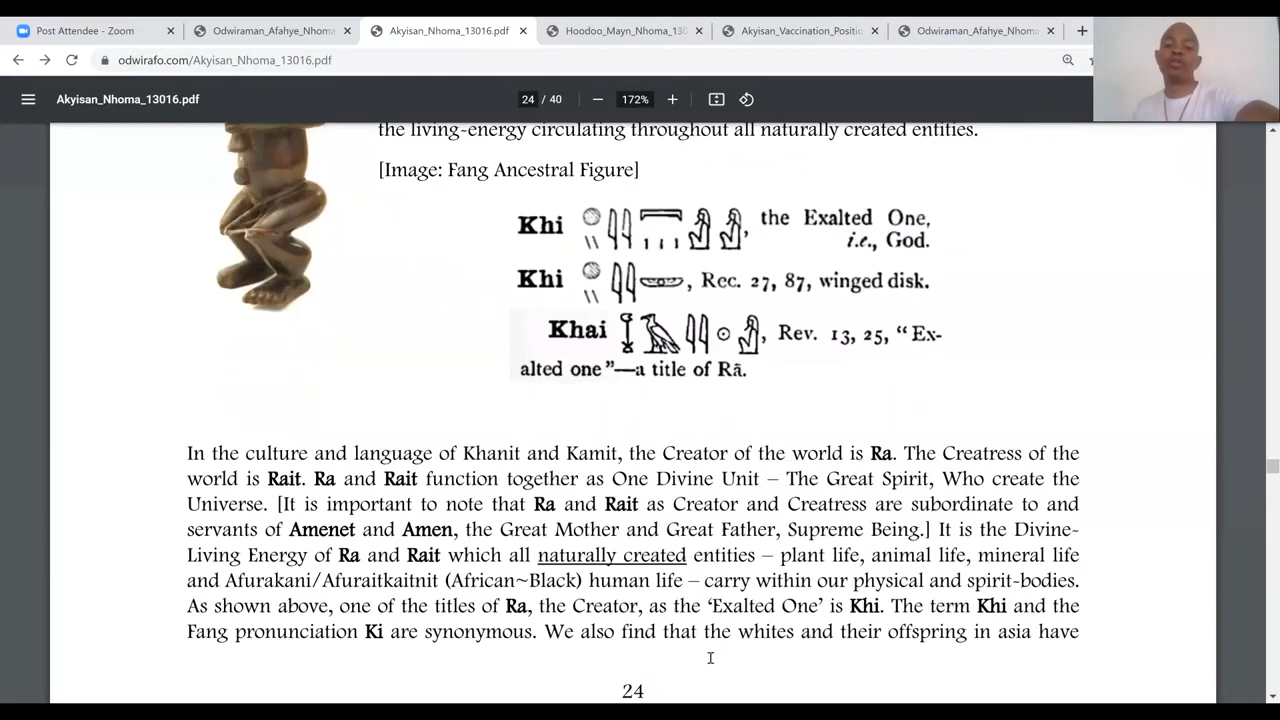 Post Attendee - Zoom
Odwiraman_Afahye_Nhoma
Akyisan_Nhoma_13016.pdf
Hoodoo_Mayn_Nhoma_13
Akyisan_Vaccination_Positio
Odwiraman_Afahye_Nhoma
odwirafo.com/Akyisan_Nhoma_13016.pdf
Akyisan_Nhoma_13016.pdf
24 / 40
172%
the living-energy circulating throughout all naturally created entities.
[Image: Fang Ancestral Figure]
Khi the Exalted One,
i.e., God.
Khi , Rec. 27, 87, winged disk.
Khai , Rev. 13, 25, “Ex-
alted one”—a title of Rā.
In the culture and language of Khanit and Kamit, the Creator of the world is Ra. The Creatress of the
world is Rait. Ra and Rait function together as One Divine Unit – The Great Spirit, Who create the
Universe. [It is important to note that Ra and Rait as Creator and Creatress are subordinate to and
servants of Amenet and Amen, the Great Mother and Great Father, Supreme Being.] It is the Divine-
Living Energy of Ra and Rait which all naturally created entities – plant life, animal life, mineral life
and Afurakani/Afuraitkaitnit (African~Black) human life – carry within our physical and spirit-bodies.
As shown above, one of the titles of Ra, the Creator, as the ‘Exalted One’ is Khi. The term Khi and the
Fang pronunciation Ki are synonymous. We also find that the whites and their offspring in asia have
24